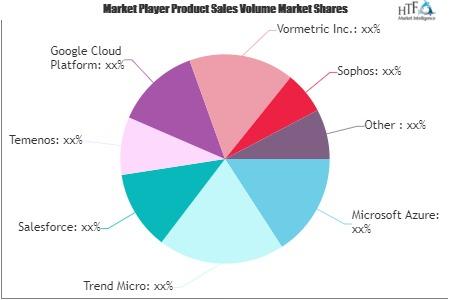 Market Player Product Sales Volume Market Shares
HTF
Market Intelligence
Vormetric Inc.: xx%
Google Cloud
Platform: xx%
Sophos: xx%
Other : xx%
Temenos: xx%
Microsoft Azure:
xx%
Salesforce: xx%
Trend Micro: xx%